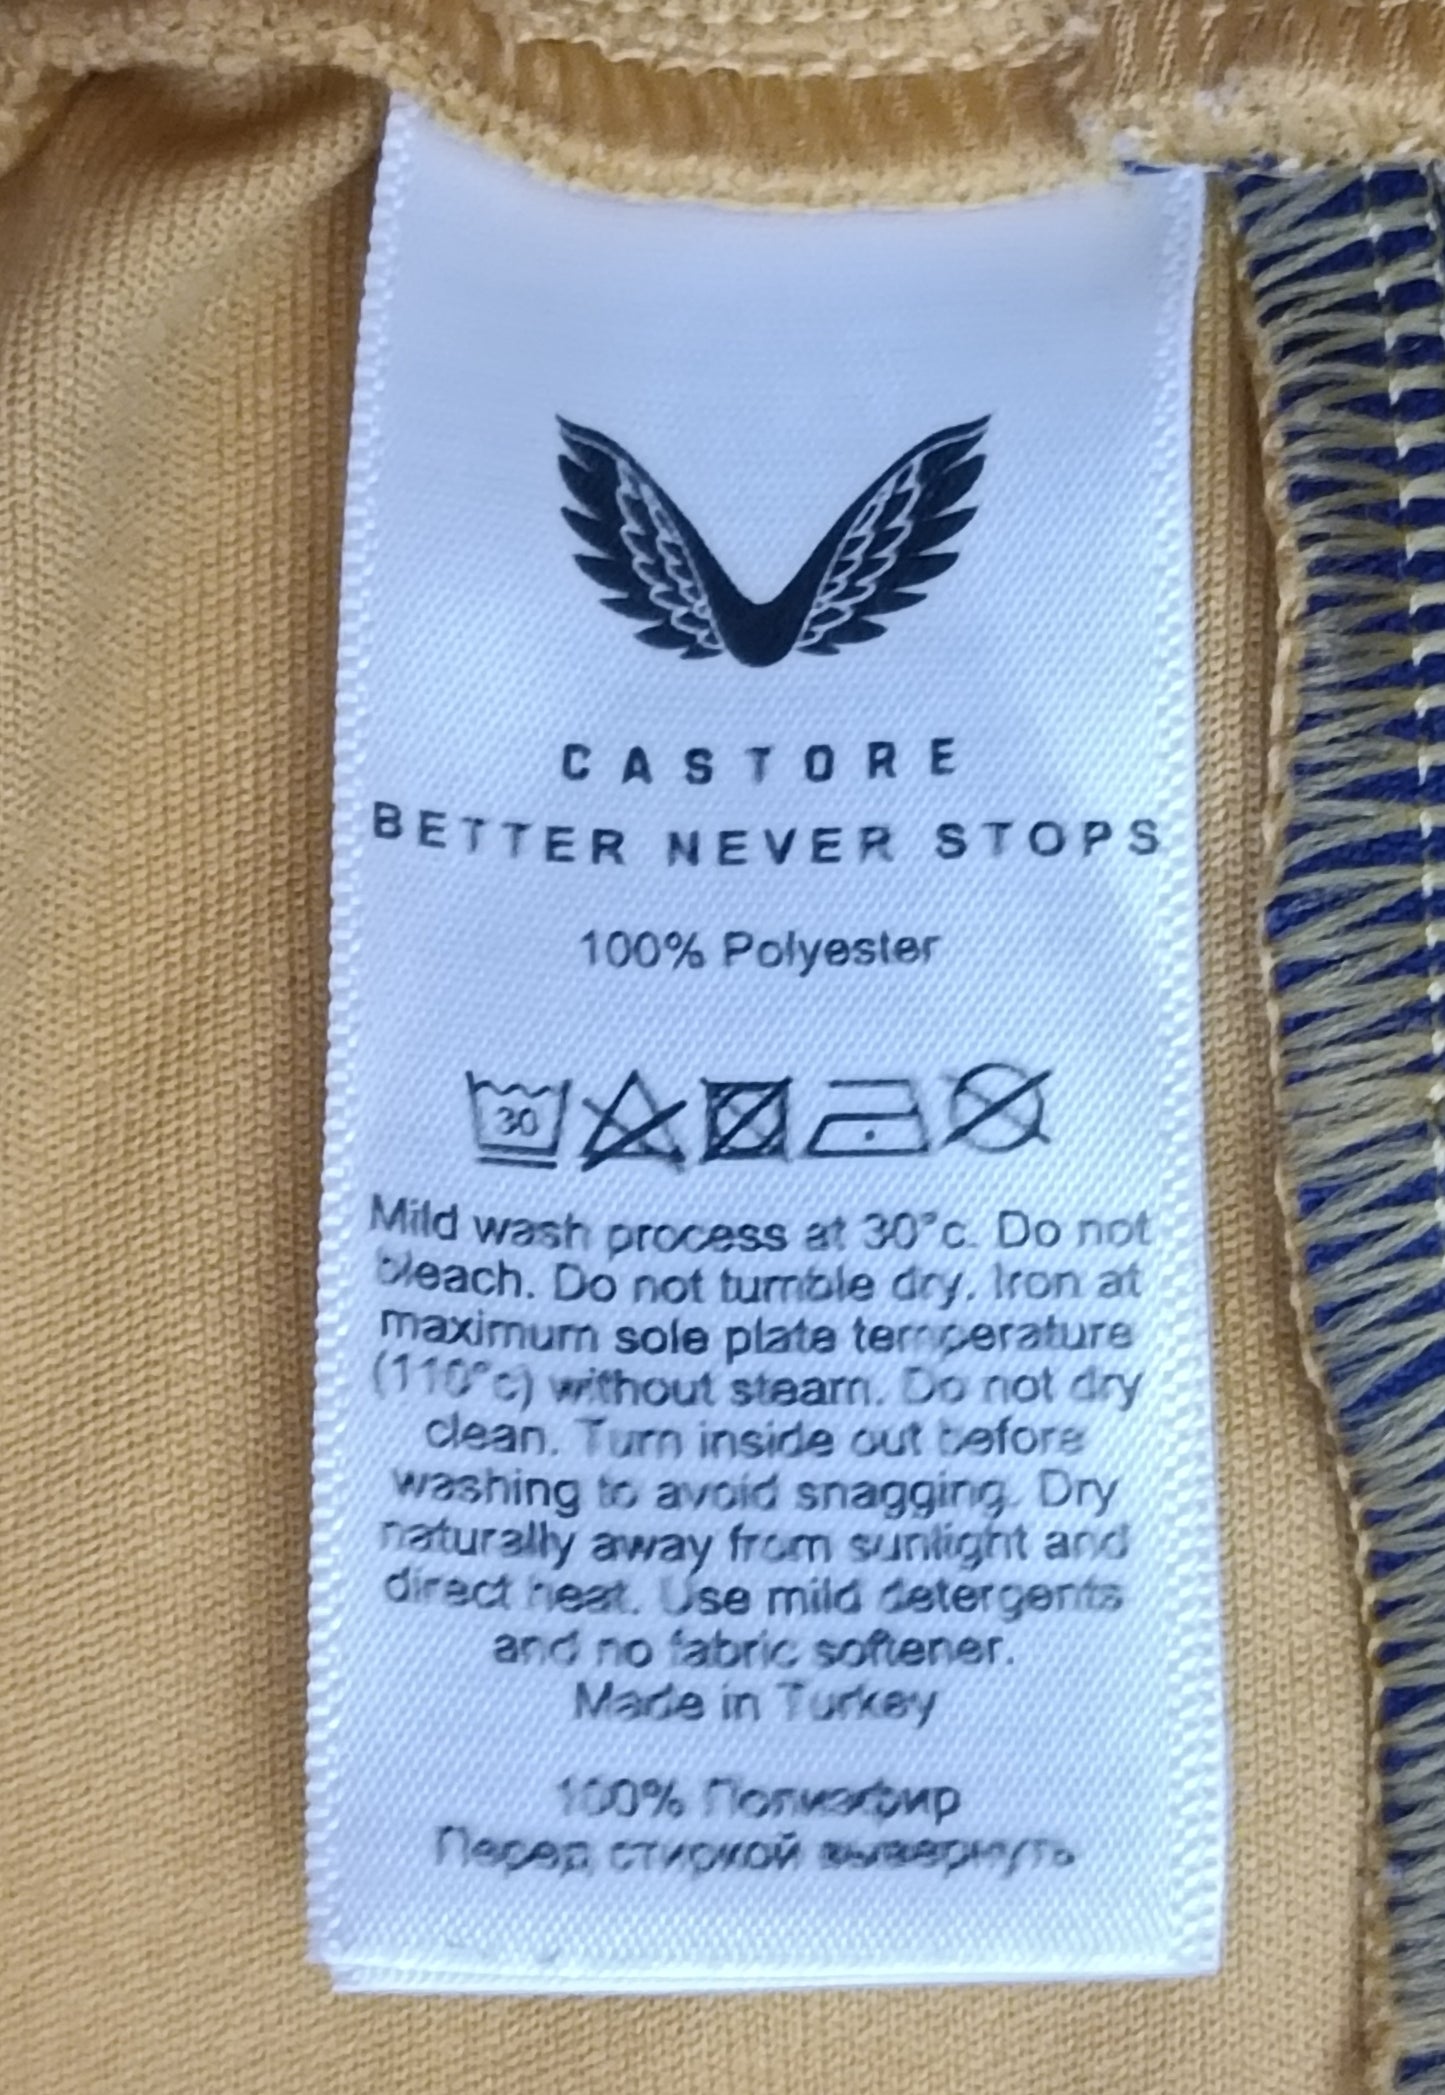 CASTORE
BETTER NEVER STOPS
100% Polyester
30
Mild wash process at 30°c. Do not
bleach. Do not tumble dry. Iron at
maximum sole plate temperature
(110°c) without steam. Do not dry
clean. Turn inside out before
washing to avoid snagging. Dry
naturally away from sunlight and
direct heat. Use mild detergents
and no fabric softener.
Made in Turkey
100% Полиэфир
Перед стиркой вывернуть